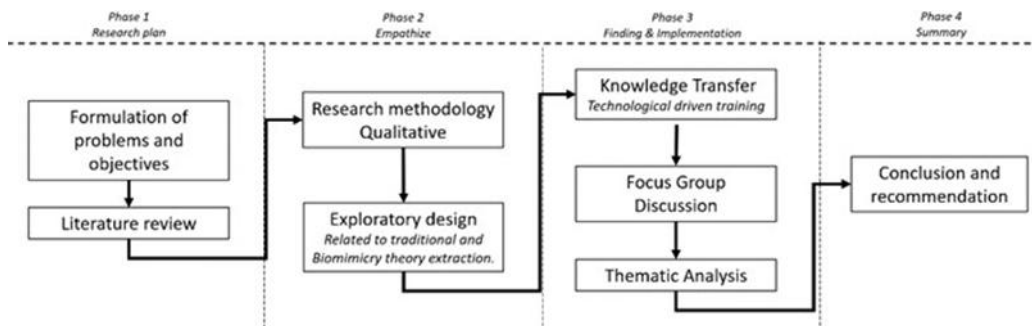 Phase 1
Research plan
Phase 2
Empathize
Phase 3
Finding & Implementation
Phase 4
Summary
Formulation of
problems and
objectives
Literature review
Research methodology
Qualitative
Exploratory design
Related to traditional and
Biomimicry theory extraction.
Knowledge Transfer
Technological driven training
Focus Group
Discussion
Thematic Analysis
Conclusion and
recommendation